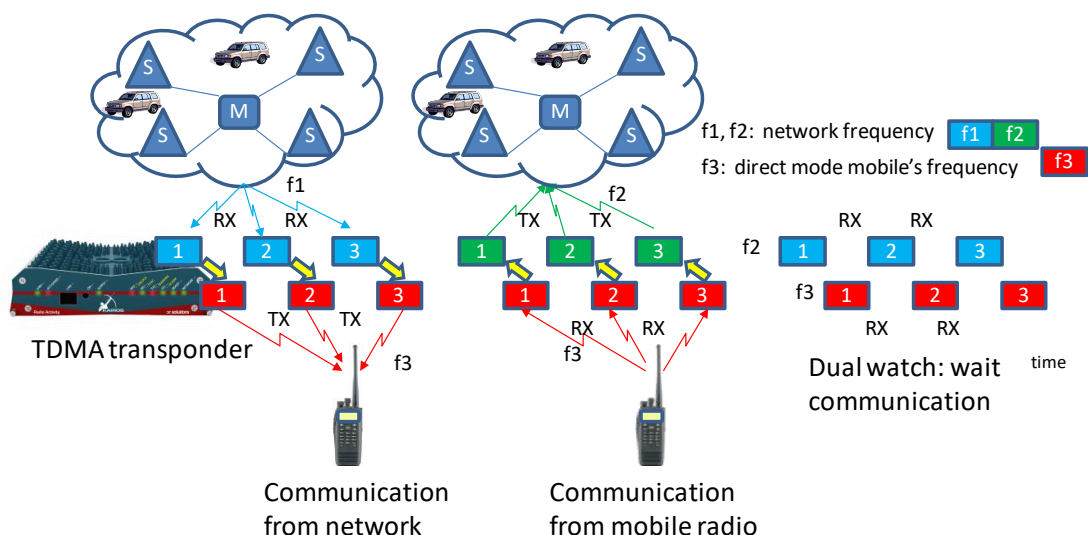 S
S
M
S
S
S
S
M
S
S
f1, f2: network frequency
f1
f2
f3: direct mode mobile's frequency
f3
f1
RX
RX
1
2
3
1
2
3
TX
TX
f3
TDMA transponder
Communication
from network
f2
TX
TX
1
2
3
1
2
3
RX
RX
f3
Communication
from mobile radio
RX
RX
f2
1
2
3
f3
1
2
3
RX
RX
Dual watch: wait
time
communication
Radio Activity